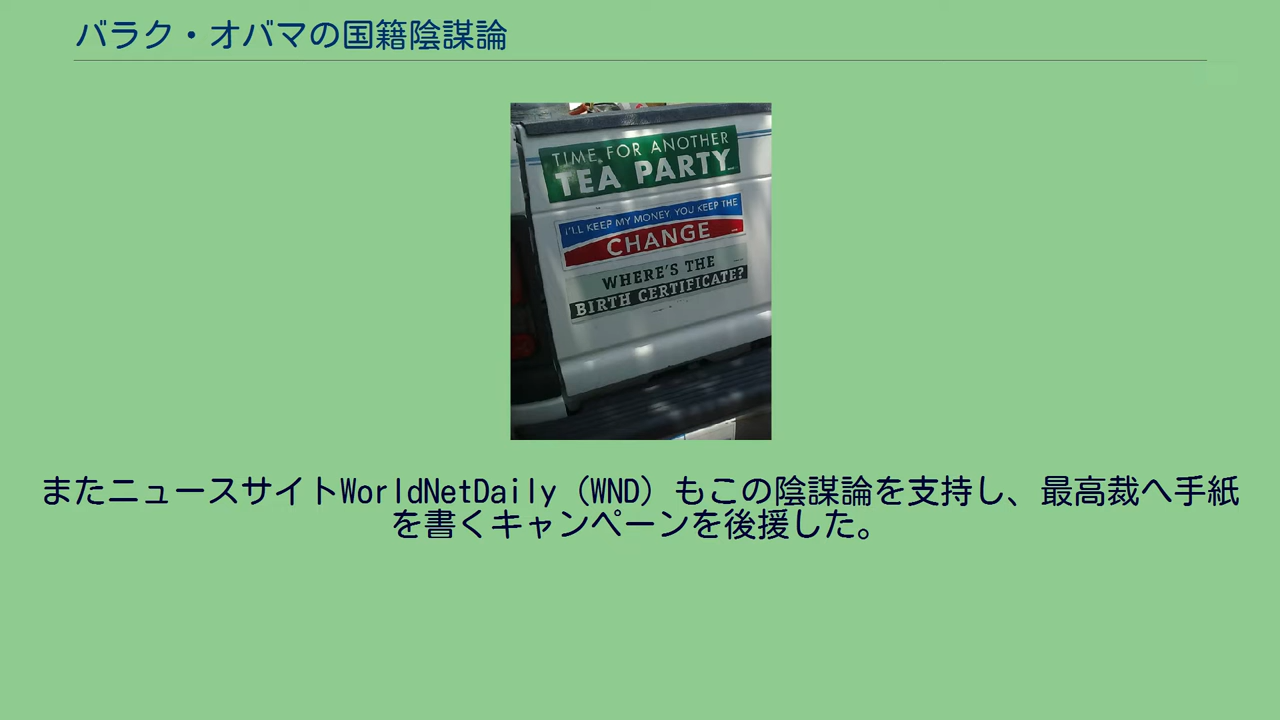 バラク・オバマの国籍陰謀論
TIME FOR ANOTHER
TEA PARTY
I'LL KEEP MY MONEY YOU KEEP THE
CHANGE
WHERE'S THE
BIRTH CERTIFICATE?
またニュースサイトWorldNetDaily（WND）もこの陰謀論を支持し、最高裁へ手紙
を書くキャンペーンを後援した。